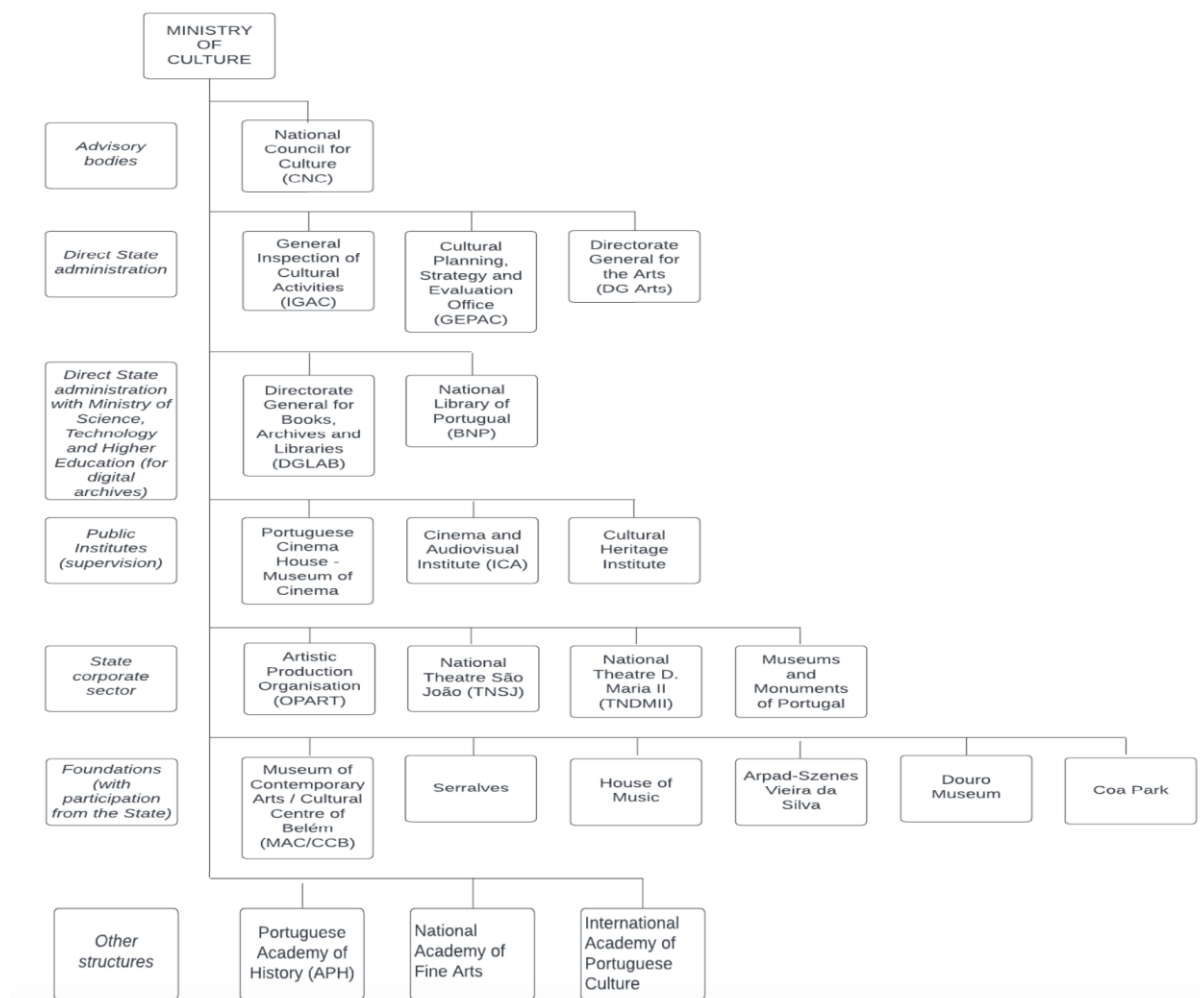 MINISTRY
OF
CULTURE
Advisory
bodies
National
Council for
Culture
(CNC)
Direct State
administration
General
Inspection of
Cultural
Activities
(IGAC)
Cultural
Planning,
Strategy and
Evaluation
Office
(GEPAC)
Directorate
General for
the Arts
(DG Arts)
Direct State
administration
with Ministry of
Science,
Technology
and Higher
Education (for
digital
archives)
Directorate
General for
Books,
Archives and
Libraries
(DGLAB)
National
Library of
Portugual
(BNP)
Public
Institutes
(supervision)
Portuguese
Cinema
House -
Museum of
Cinema
Cinema and
Audiovisual
Institute (ICA)
Cultural
Heritage
Institute
State
corporate
sector
Artistic
Production
Organisation
(OPART)
National
Theatre São
João (TNSJ)
National
Theatre D.
Maria II
(TNDMII)
Museums
and
Monuments
of Portugal
Foundations
(with
participation
from the State)
Museum of
Contemporary
Arts / Cultural
Centre of
Belém
(MAC/CCB)
Serralves
House of
Music
Arpad-Szenes
Vieira da
Silva
Douro
Museum
Coa Park
Other
structures
Portuguese
Academy of
History (APH)
National
Academy of
Fine Arts
International
Academy of
Portuguese
Culture